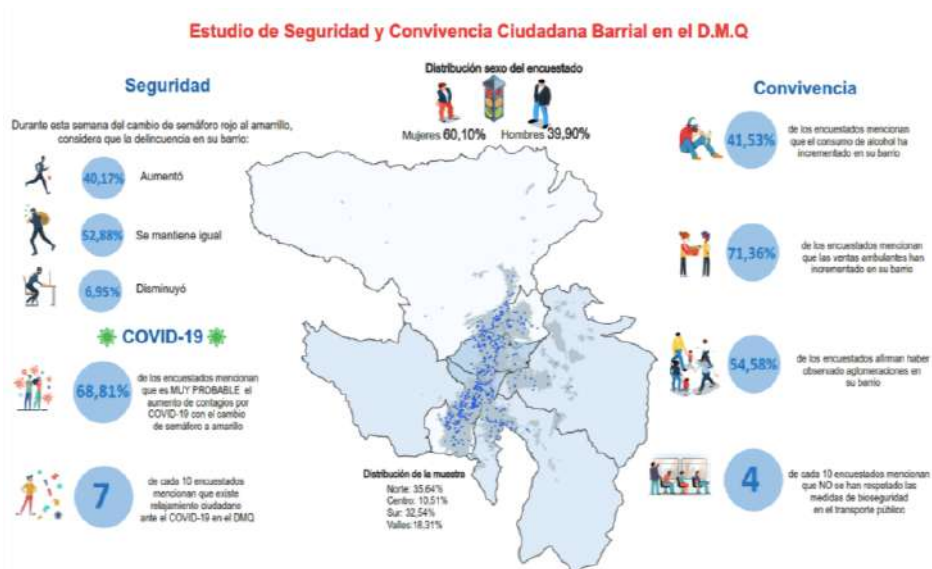 Estudio de Seguridad y Convivencia Ciudadana Barrial en el D.M.Q
Seguridad
Durante esta semana del cambio de semáforo rojo al amarillo,
considera que la delincuencia en su barrio:
40,17%
Aumentó
52,88%
Se mantiene igual
6,95%
Disminuyó
COVID-19
68,81%
de los encuestados mencionan
que es MUY PROBABLE el
aumento de contagios por
COVID-19 con el cambio
de semáforo a amarillo
7
de cada 10 encuestados
mencionan que existe
relajamiento ciudadano
ante el COVID-19 en el DMQ
Distribución sexo del encuestado
Mujeres 60,10%
Hombres 39,90%
Distribución de la muestra
Norte: 35,64%
Centro: 10,51%
Sur: 32,54%
Valles: 18,31%
Convivencia
41,53%
de los encuestados mencionan
que el consumo de alcohol ha
incrementado en su barrio
71,36%
de los encuestados mencionan
que las ventas ambulantes han
incrementado en su barrio
54,58%
de los encuestados afirman haber
observado aglomeraciones en
su barrio
4
de cada 10 encuestados mencionan
que NO se han respetado las
medidas de bioseguridad
en el transporte público